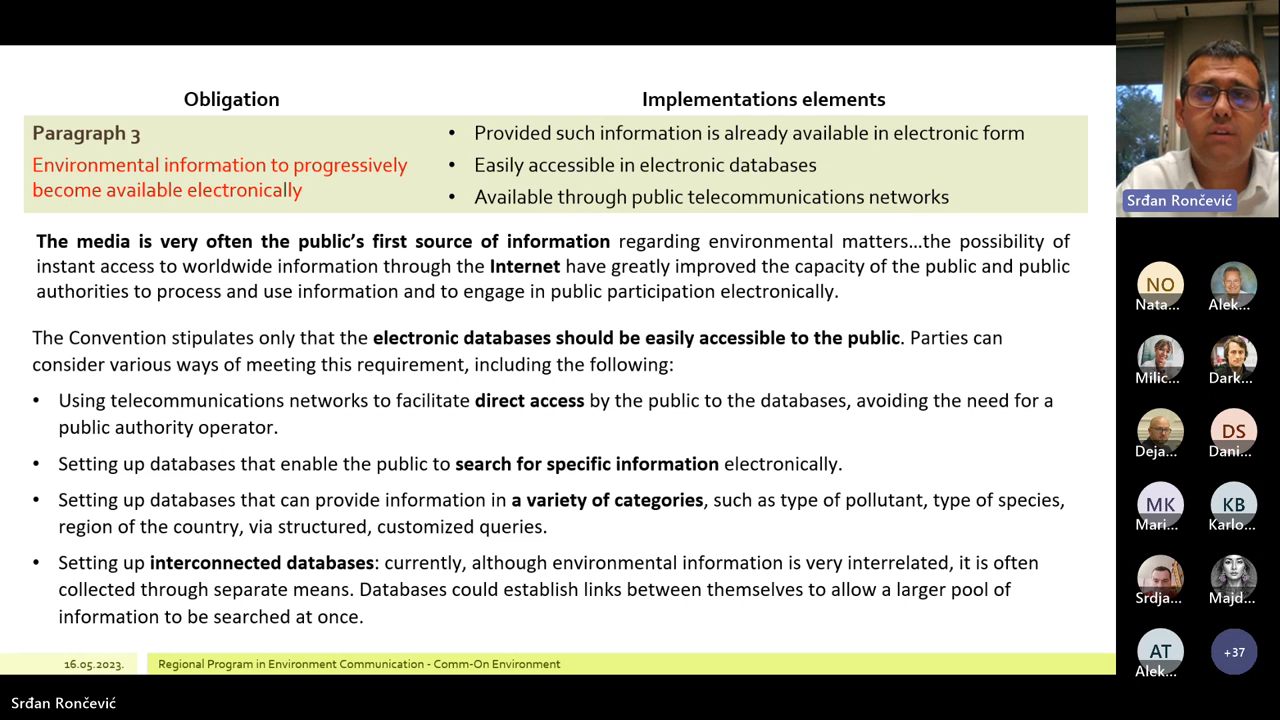 Obligation
Implementations elements
Paragraph 3
Environmental information to progressively
become available electronically
• Provided such information is already available in electronic form
• Easily accessible in electronic databases
• Available through public telecommunications networks
The media is very often the public's first source of information regarding environmental matters…the possibility of
instant access to worldwide information through the Internet have greatly improved the capacity of the public and public
authorities to process and use information and to engage in public participation electronically.
The Convention stipulates only that the electronic databases should be easily accessible to the public. Parties can
consider various ways of meeting this requirement, including the following:
• Using telecommunications networks to facilitate direct access by the public to the databases, avoiding the need for a
public authority operator.
• Setting up databases that enable the public to search for specific information electronically.
• Setting up databases that can provide information in a variety of categories, such as type of pollutant, type of species,
region of the country, via structured, customized queries.
• Setting up interconnected databases: currently, although environmental information is very interrelated, it is often
collected through separate means. Databases could establish links between themselves to allow a larger pool of
information to be searched at once.
16.05.2023.
Regional Program in Environment Communication - Comm-On Environment
Srđan Rončević
Srđan Rončević
NO
Nata...
Alek...
Milic...
Dark...
Deja...
DS
Dani...
MK
Mari...
KB
Karlo...
Srdja...
Majd...
AT
Alek...
+37